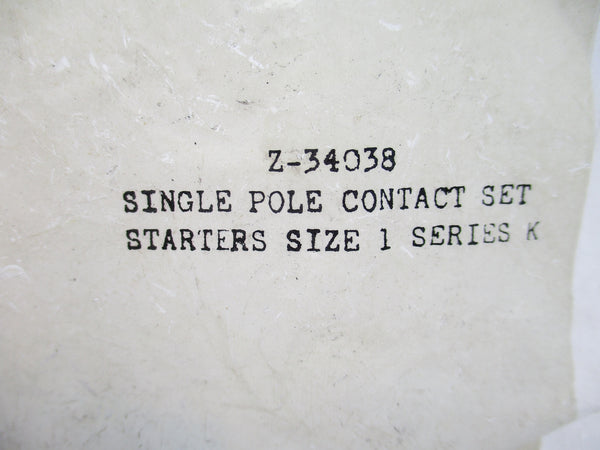 Z-34038
SINGLE POLE CONTACT SET
STARTERS SIZE 1 SERIES K